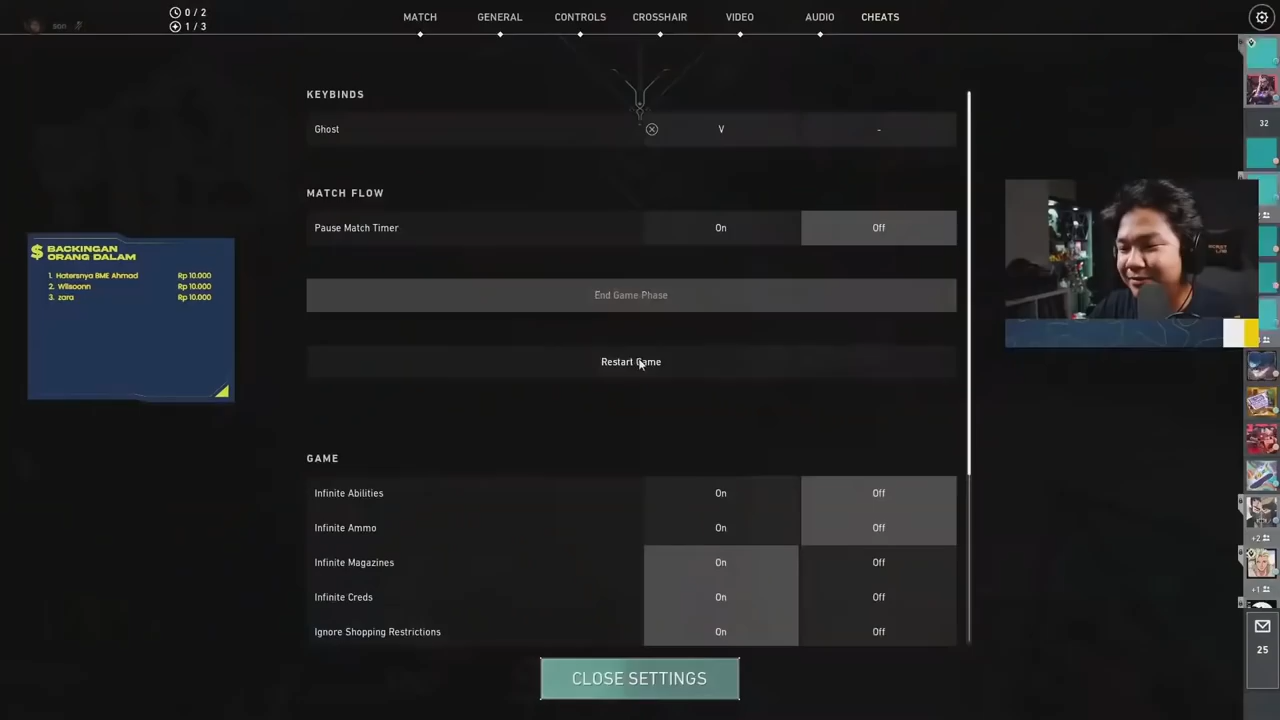 son
0 / 2
1 / 3
MATCH
GENERAL
CONTROLS
CROSSHAIR
VIDEO
AUDIO
CHEATS
KEYBINDS
Ghost V -
MATCH FLOW
Pause Match Timer On Off
End Game Phase
Restart Game
GAME
Infinite Abilities On Off
Infinite Ammo On Off
Infinite Magazines On Off
Infinite Creds On Off
Ignore Shopping Restrictions On Off
CLOSE SETTINGS
$ BACKINGAN
ORANG DALAM
1. Hatersnya BME Ahmad Rp 10.000
2. Wilsoonn Rp 10.000
3. zara Rp 10.000
32
+2
+1
25